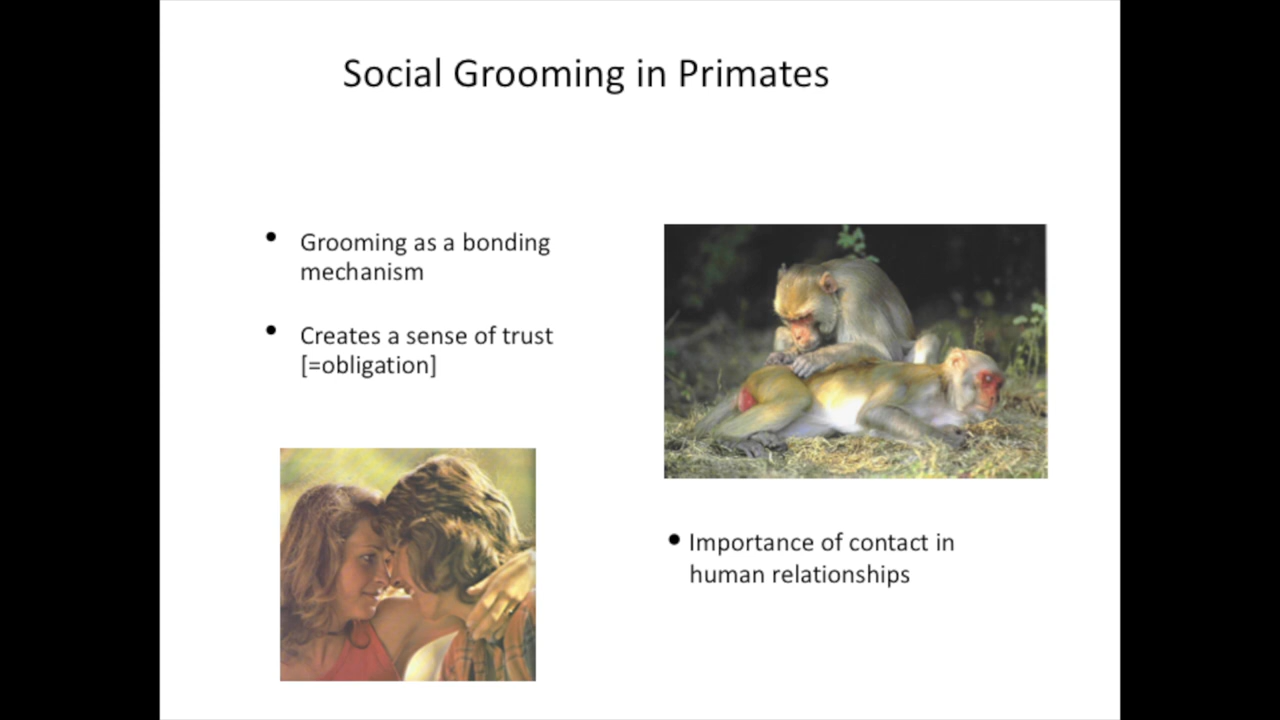 Social Grooming in Primates
• Grooming as a bonding
mechanism
• Creates a sense of trust
[=obligation]
• Importance of contact in
human relationships